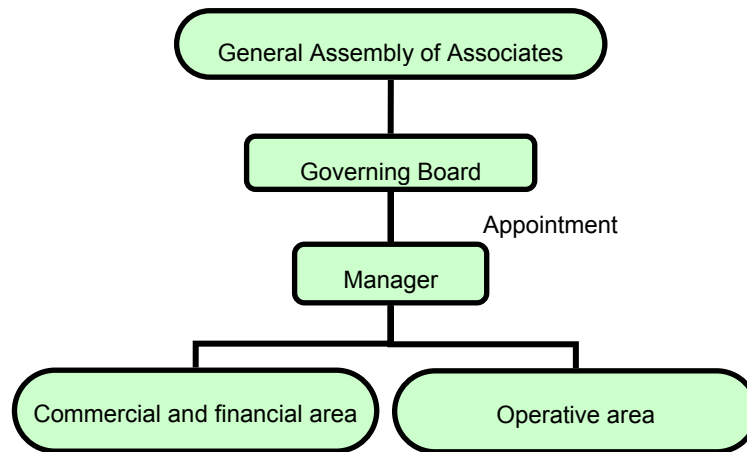 General Assembly of Associates
Governing Board
Appointment
Manager
Commercial and financial area
Operative area